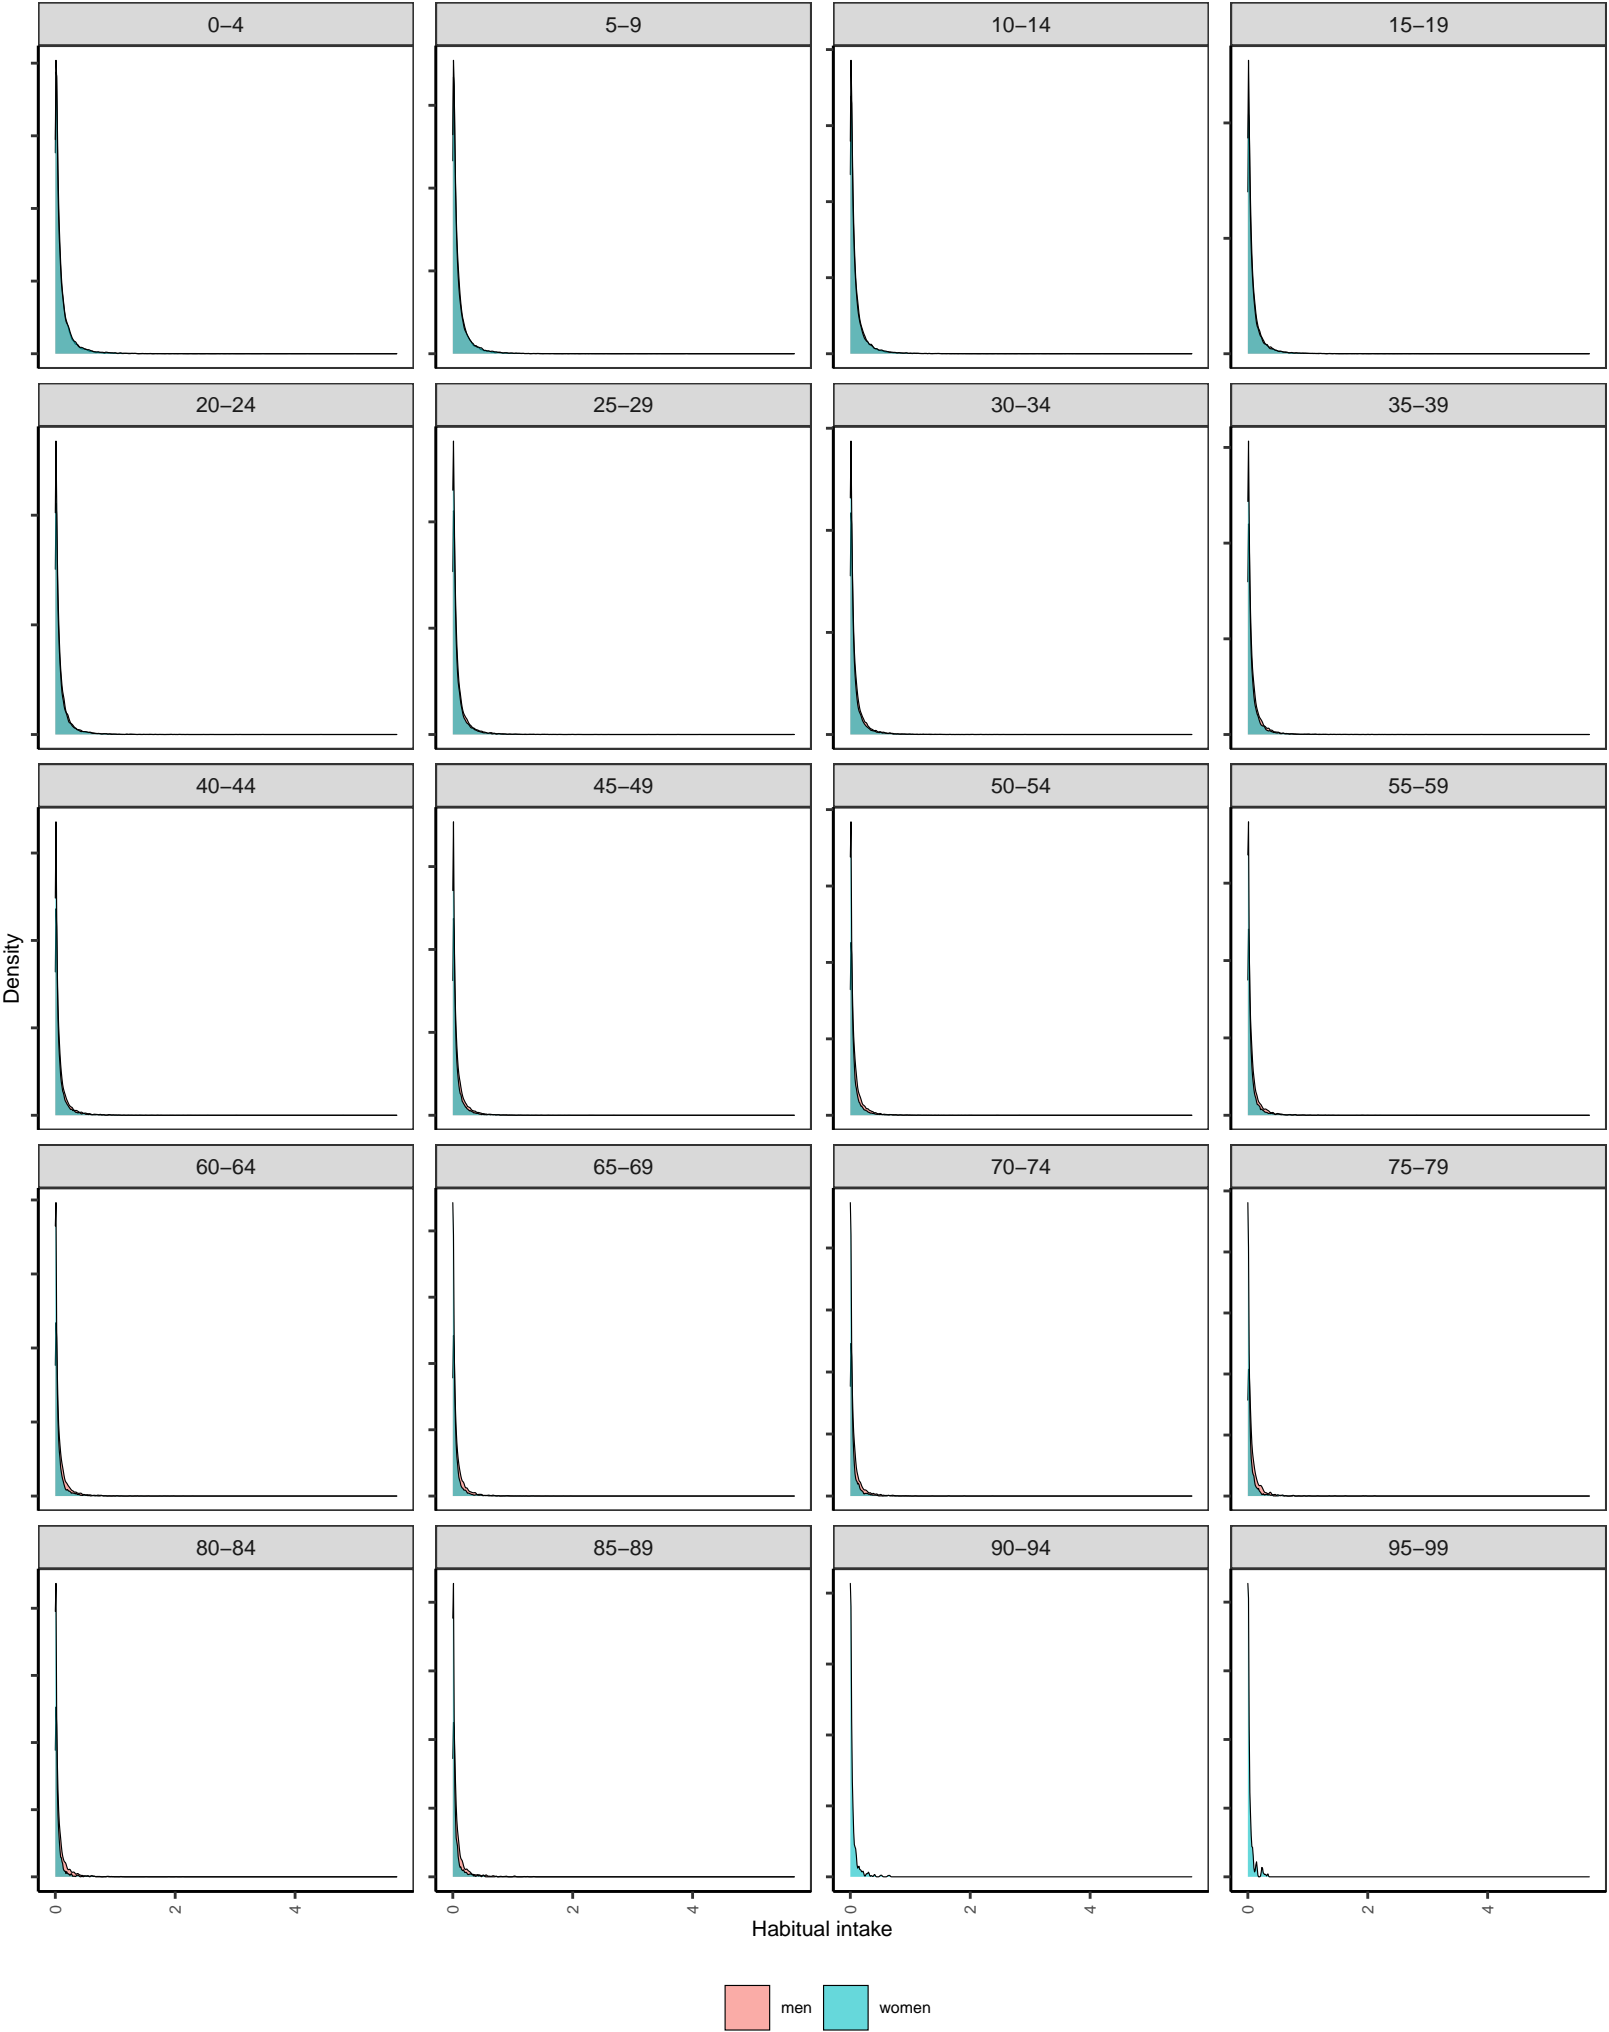 0−4 5−9 10−14 15−19
20−24 25−29 30−34 35−39
40−44 45−49 50−54 55−59
Density
60−64 65−69 70−74 75−79
80−84 85−89 90−94 95−99
0 2 4 0 2 4 0 2 4 0 2 4
Habitual intake
men women